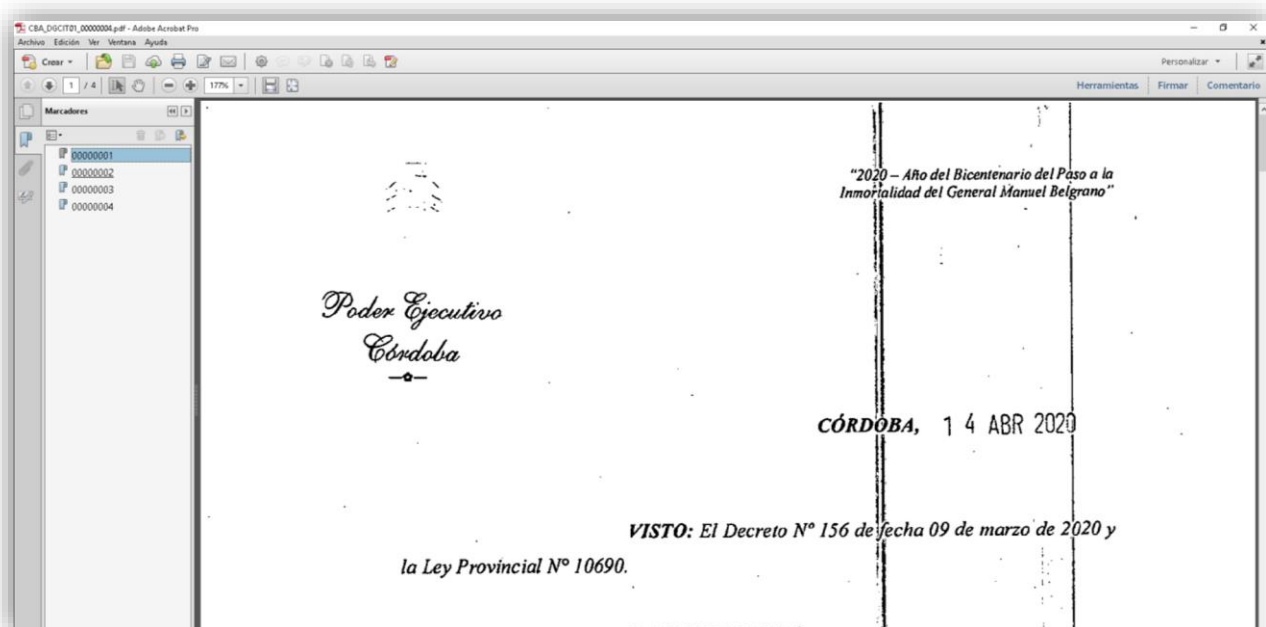 CBA_DGCIT01_00000004.pdf - Adobe Acrobat Pro
Archivo Edición Ver Ventana Ayuda
Crear
Personalizar
1 / 4
177%
Herramientas Firmar Comentario
Marcadores
00000001
00000002
00000003
00000004
"2020 – Año del Bicentenario del Paso a la
Inmortalidad del General Manuel Belgrano"
Poder Ejecutivo
Córdoba
CÓRDOBA, 14 ABR 2020
VISTO: El Decreto Nº 156 de fecha 09 de marzo de 2020 y
la Ley Provincial Nº 10690.